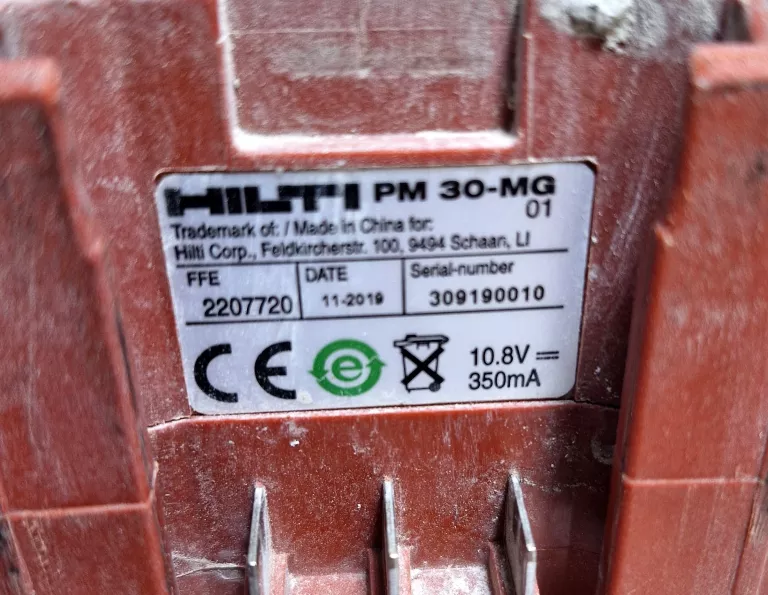 HILTI PM 30-MG
01
Trademark of: / Made in China for:
Hilti Corp., Feldkircherstr. 100, 9494 Schaan, LI
FFE DATE Serial-number
2207720 11-2019 309190010
CE e 10.8V
350mA